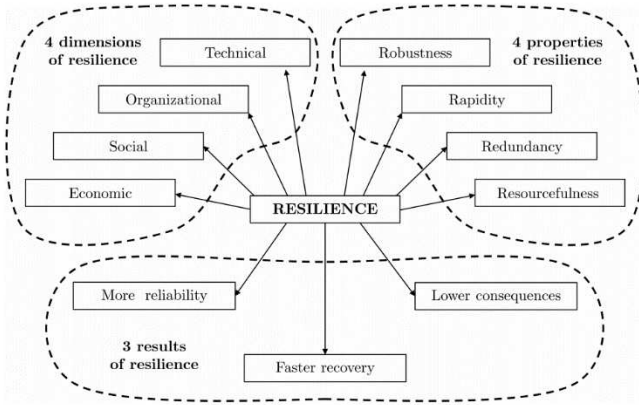 4 dimensions
of resilience
Technical
Organizational
Social
Economic
Robustness
4 properties
of resilience
Rapidity
Redundancy
Resourcefulness
RESILIENCE
More reliability
Lower consequences
3 results
of resilience
Faster recovery